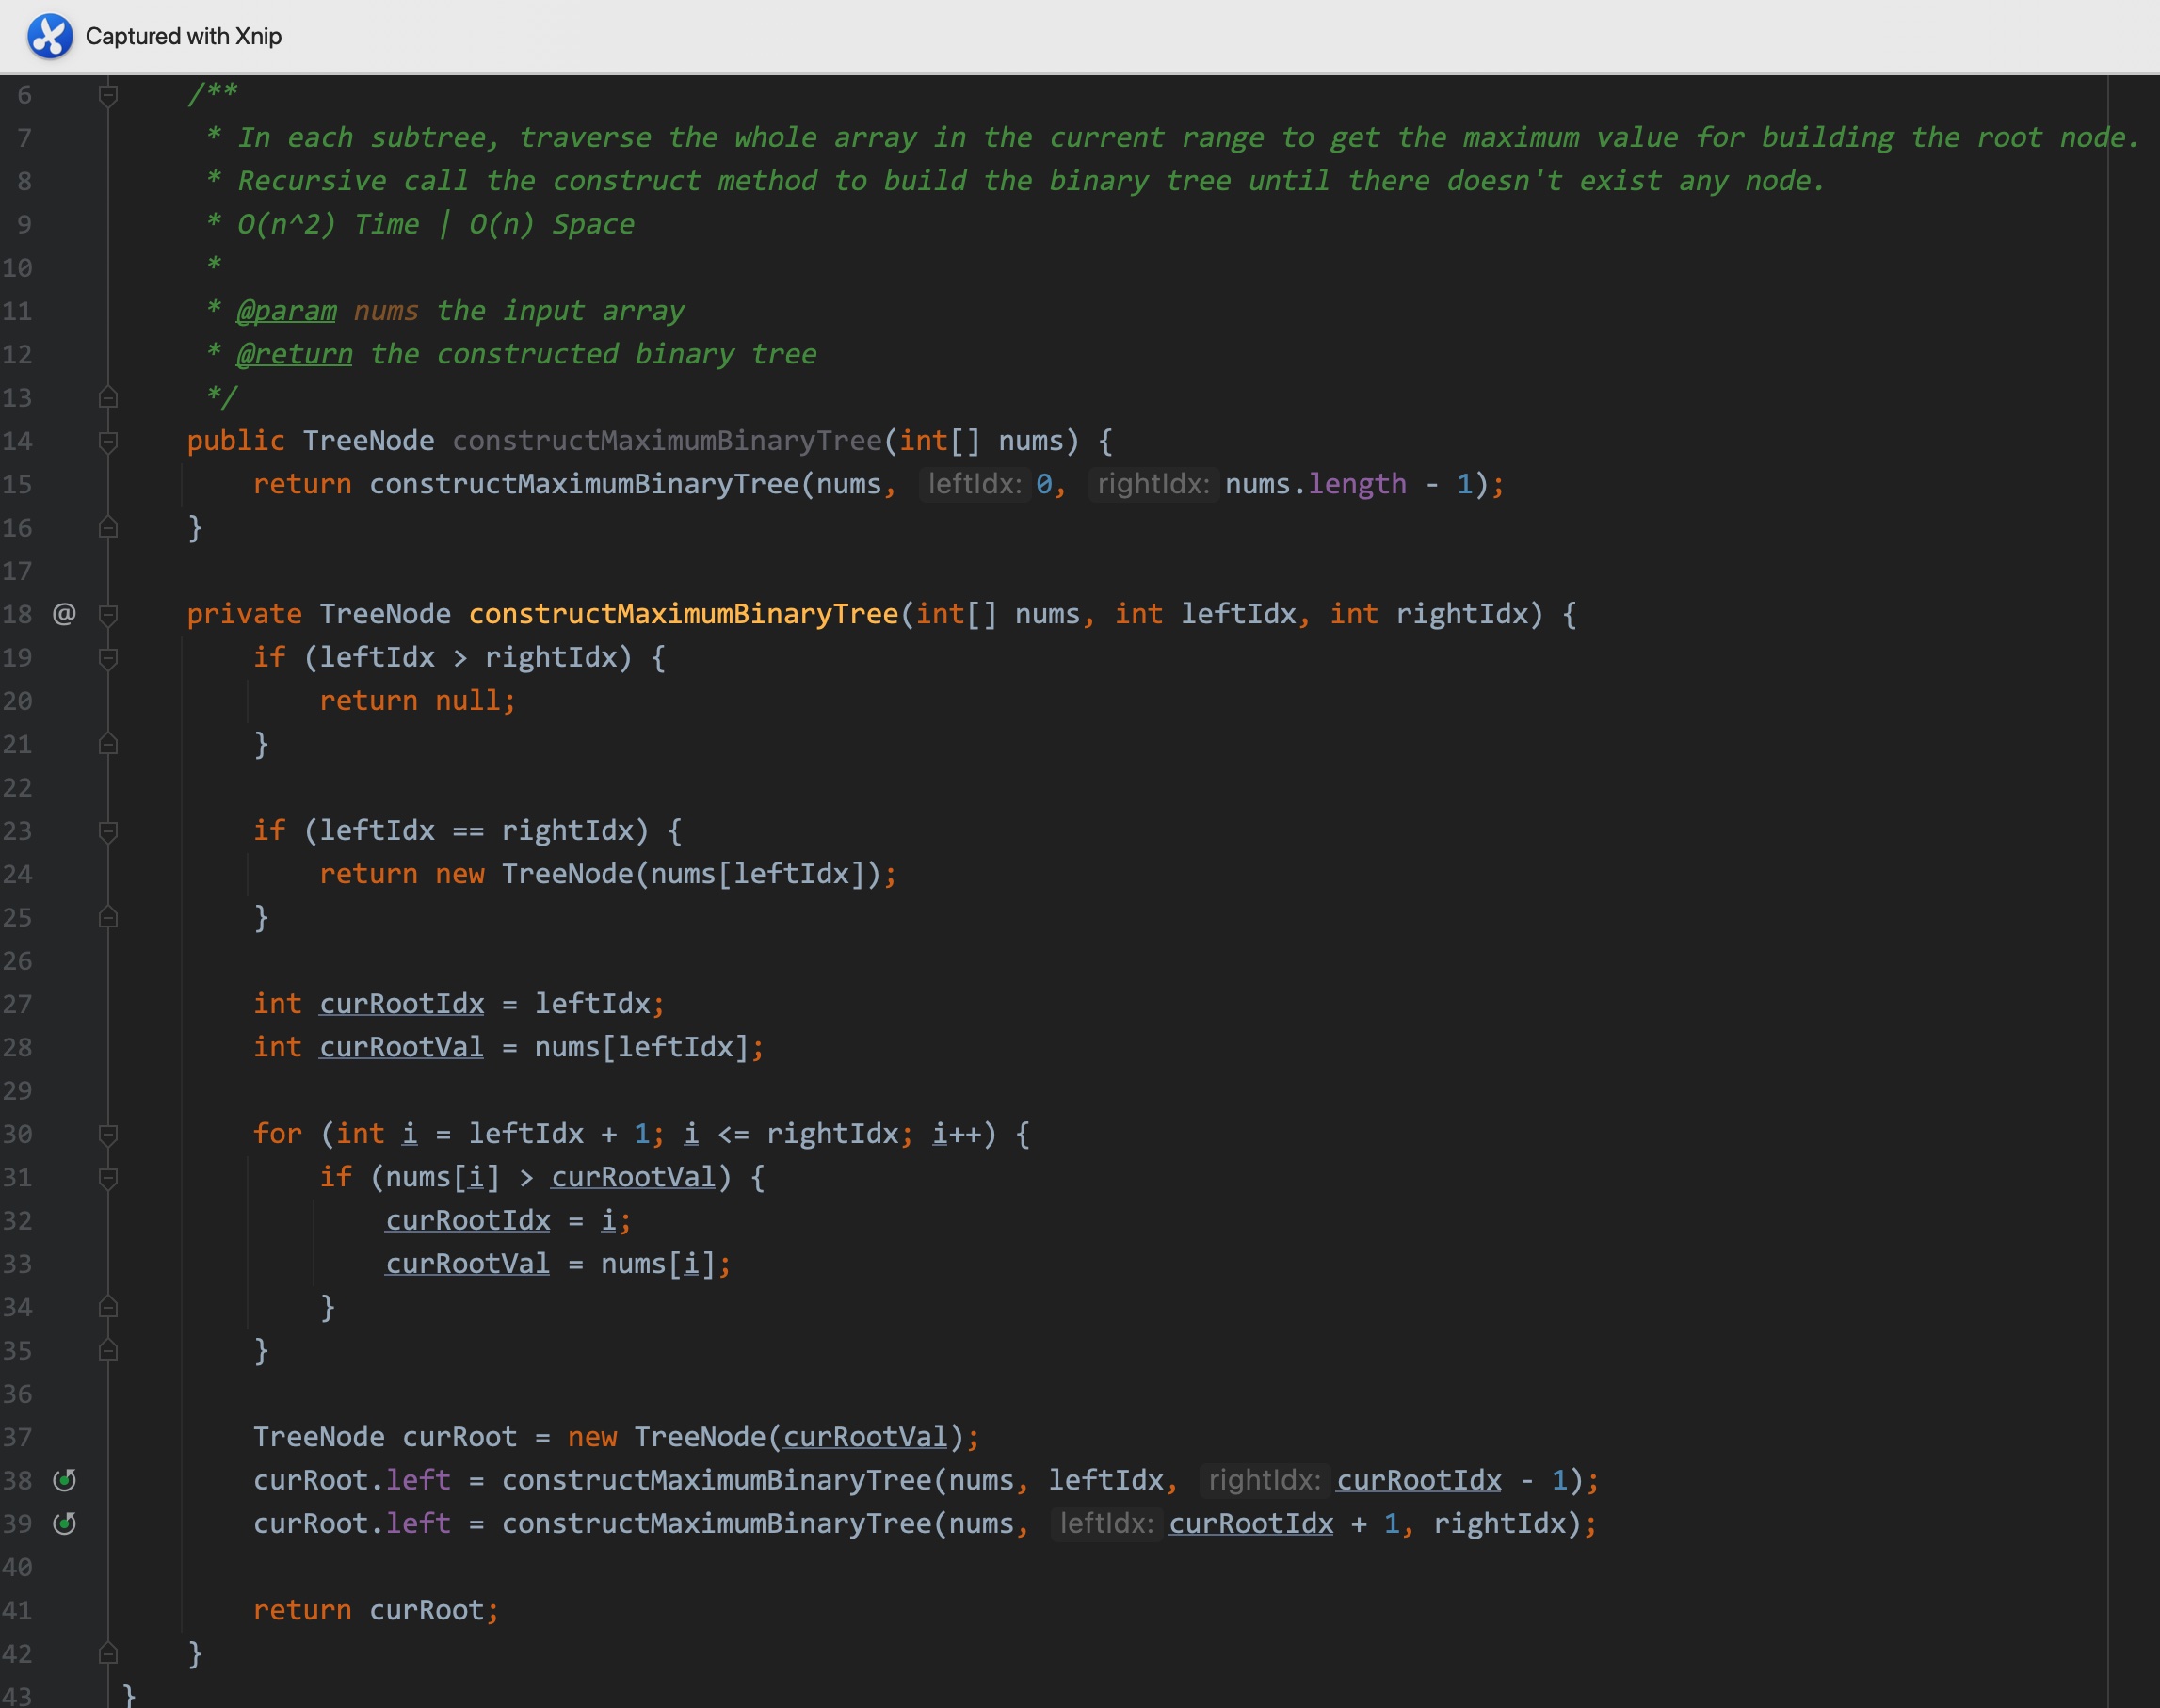 Captured with Xnip
6 /**
7 * In each subtree, traverse the whole array in the current range to get the maximum value for building the root node.
8 * Recursive call the construct method to build the binary tree until there doesn't exist any node.
9 * O(n^2) Time | O(n) Space
10 *
11 * @param nums the input array
12 * @return the constructed binary tree
13 */
14 public TreeNode constructMaximumBinaryTree(int[] nums) {
15 return constructMaximumBinaryTree(nums, leftIdx: 0, rightIdx: nums.length - 1);
16 }
17
18 @ private TreeNode constructMaximumBinaryTree(int[] nums, int leftIdx, int rightIdx) {
19 if (leftIdx > rightIdx) {
20 return null;
21 }
22
23 if (leftIdx == rightIdx) {
24 return new TreeNode(nums[leftIdx]);
25 }
26
27 int curRootIdx = leftIdx;
28 int curRootVal = nums[leftIdx];
29
30 for (int i = leftIdx + 1; i <= rightIdx; i++) {
31 if (nums[i] > curRootVal) {
32 curRootIdx = i;
33 curRootVal = nums[i];
34 }
35 }
36
37 TreeNode curRoot = new TreeNode(curRootVal);
38 curRoot.left = constructMaximumBinaryTree(nums, leftIdx, rightIdx: curRootIdx - 1);
39 curRoot.left = constructMaximumBinaryTree(nums, leftIdx: curRootIdx + 1, rightIdx);
40
41 return curRoot;
42 }
43 }